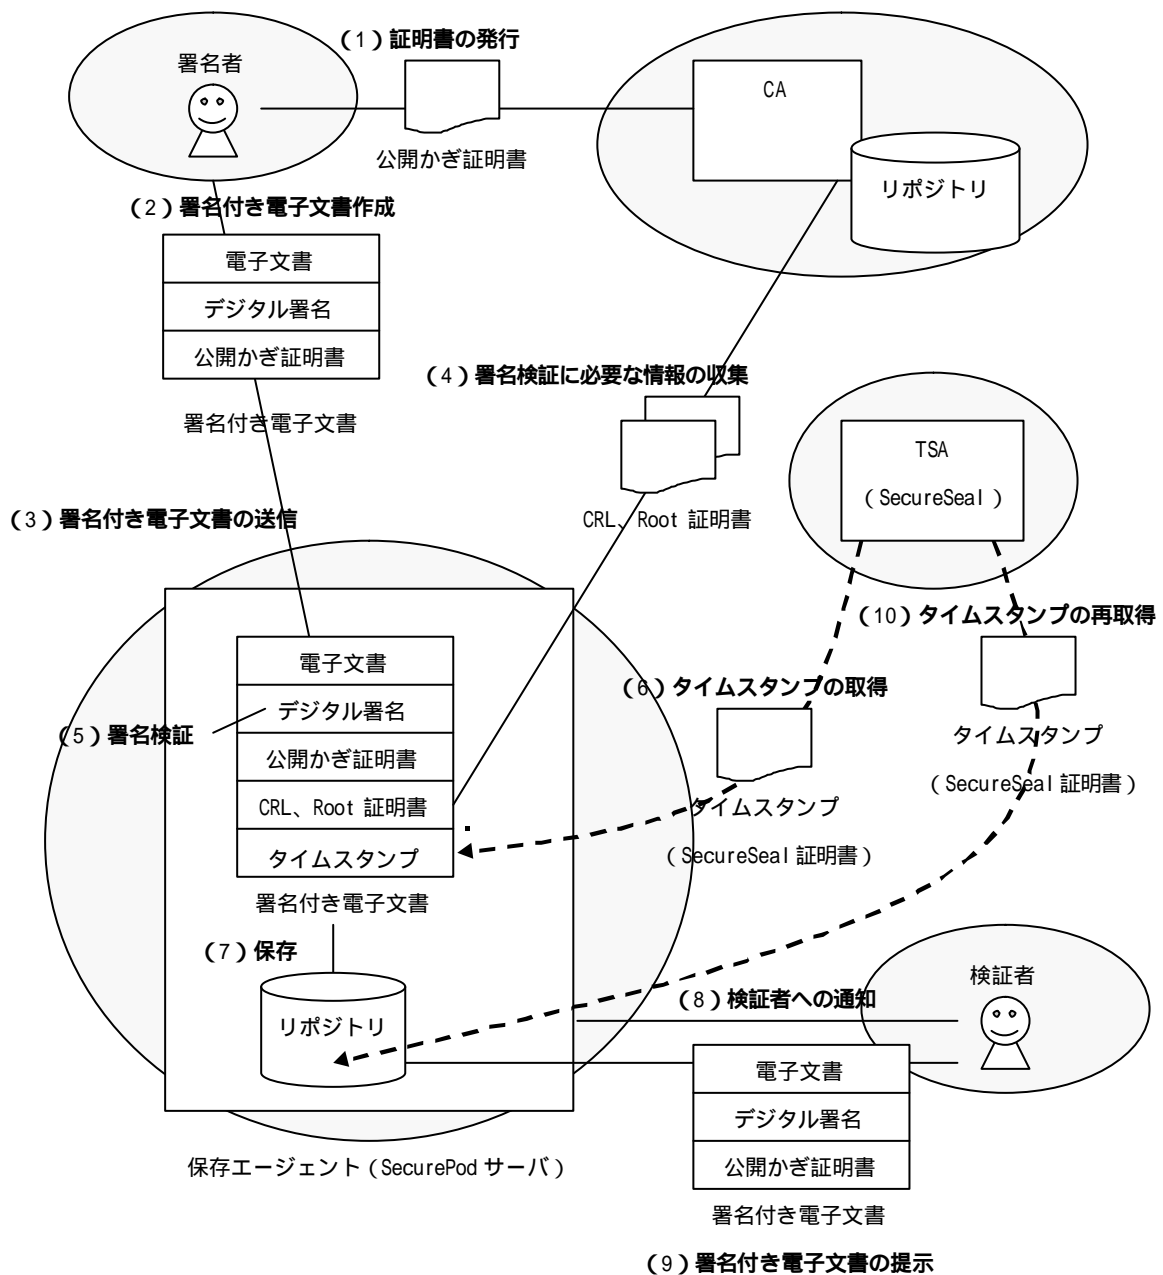 (1)証明書の発行
署名者
CA
公開かぎ証明書
リポジトリ
(2)署名付き電子文書作成
電子文書
デジタル署名
公開かぎ証明書
署名付き電子文書
(4)署名検証に必要な情報の収集
TSA
(SecureSeal)
CRL、Root 証明書
(3)署名付き電子文書の送信
(10)タイムスタンプの再取得
電子文書
(6)タイムスタンプの取得
デジタル署名
(5)署名検証
公開かぎ証明書
タイムスタンプ
(SecureSeal 証明書)
CRL、Root 証明書
タイムスタンプ
タイムスタンプ
(SecureSeal 証明書)
署名付き電子文書
(7)保存
検証者
(8)検証者への通知
リポジトリ
電子文書
デジタル署名
公開かぎ証明書
保存エージェント(SecurePod サーバ)
署名付き電子文書
(9)署名付き電子文書の提示